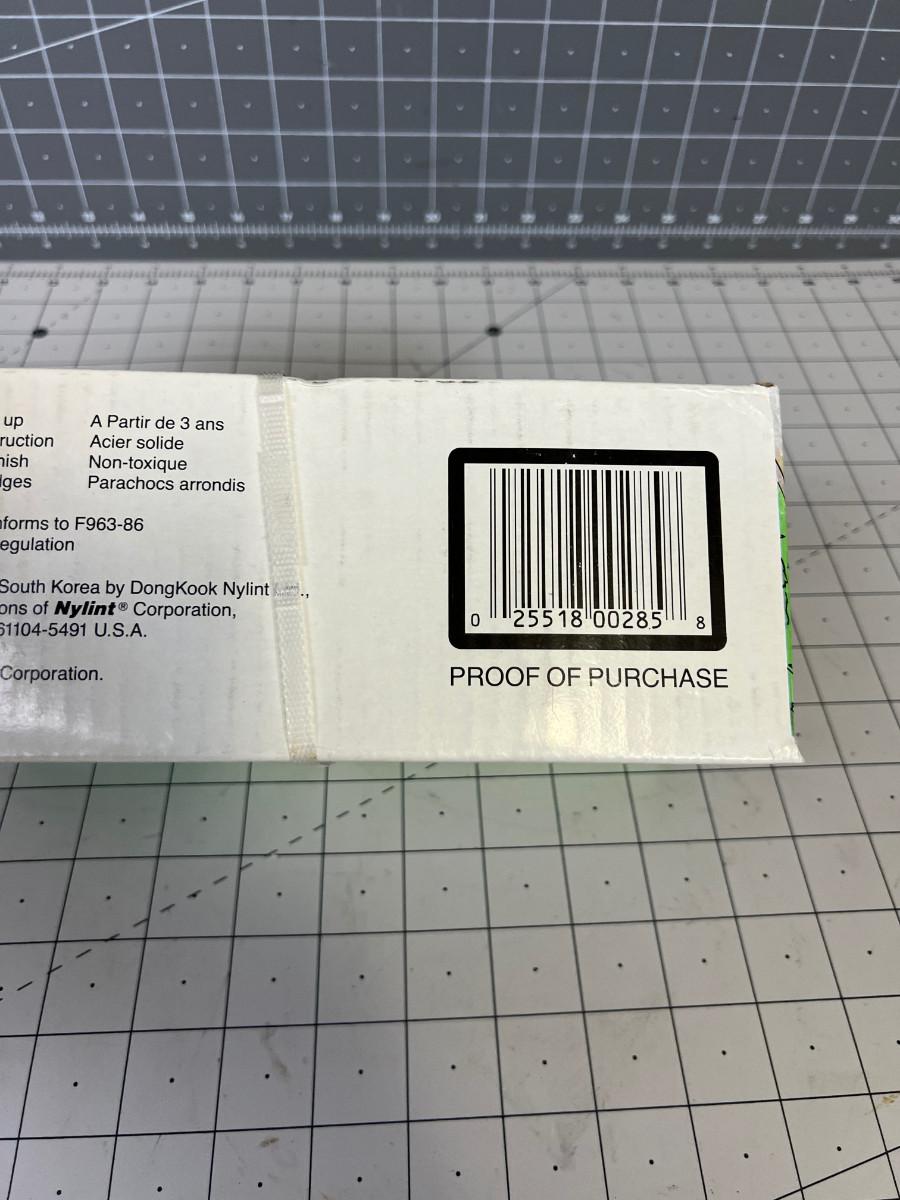 up
ruction
nish
dges
A Partir de 3 ans
Acier solide
Non-toxique
Parachocs arrondis
nforms to F963-86
egulation
South Korea by DongKook Nylint
ons of Nylint® Corporation,
61104-5491 U.S.A.
Corporation.
0 25518 00285 8
PROOF OF PURCHASE